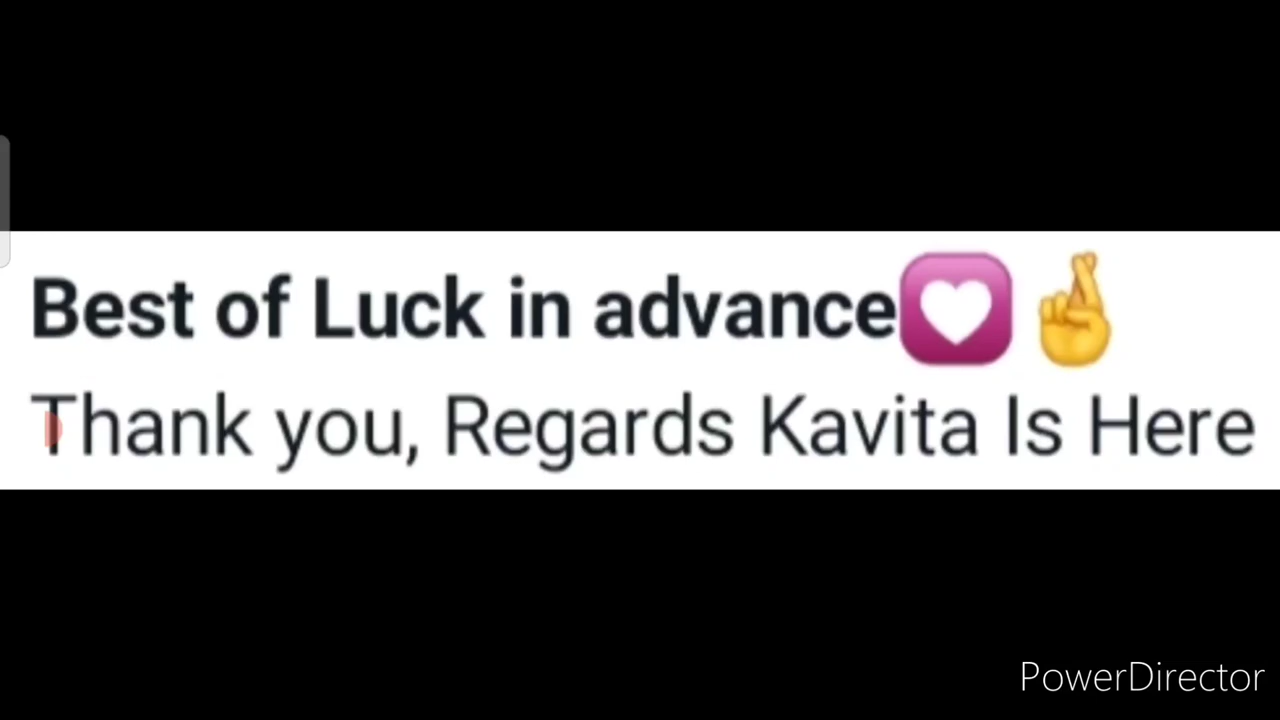 Best of Luck in advance💟 🤞
Thank you, Regards Kavita Is Here
PowerDirector